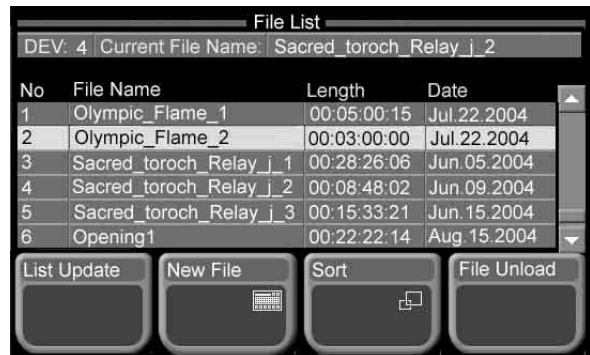 File List
DEV: 4 Current File Name: Sacred_toroch_Relay_j_2
No File Name Length Date
1 Olympic_Flame_1 00:05:00:15 Jul.22.2004
2 Olympic_Flame_2 00:03:00:00 Jul.22.2004
3 Sacred_toroch_Relay_j_1 00:28:26:06 Jun.05.2004
4 Sacred_toroch_Relay_j_2 00:08:48:02 Jun.09.2004
5 Sacred_toroch_Relay_j_3 00:15:33:21 Jun.15.2004
6 Opening1 00:22:22:14 Aug.15.2004
List Update New File Sort File Unload